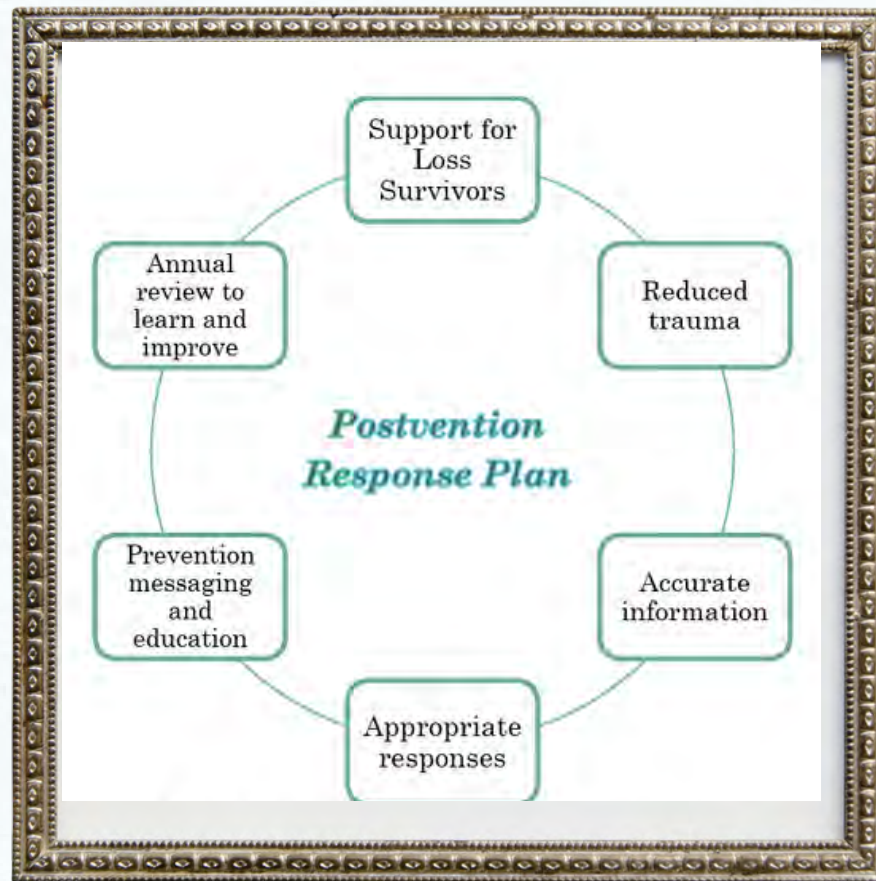 Support for
Loss
Survivors
Annual
review to
learn and
improve
Reduced
trauma
Postvention
Response Plan
Prevention
messaging
and
education
Accurate
information
Appropriate
responses